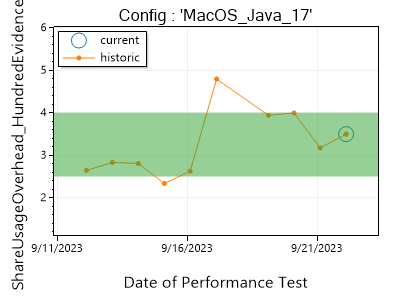 Config : 'MacOS_Java_17'
ShareUsageOverhead_HundredEvidence
current
historic
6
5
4
3
2
9/11/2023
9/16/2023
9/21/2023
Date of Performance Test